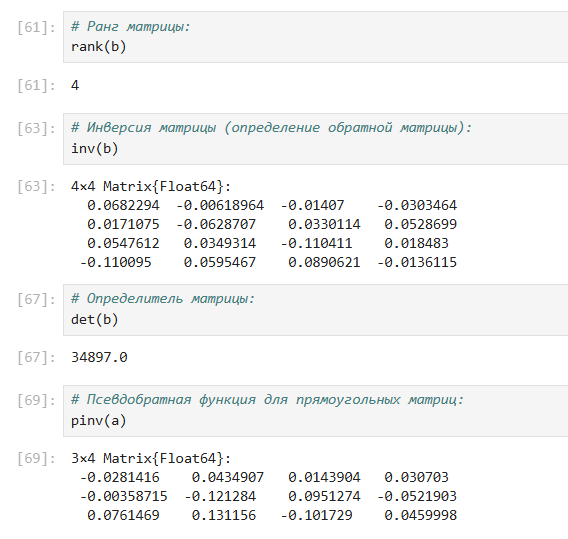 [61]: # Ранг матрицы:
rank(b)
[61]: 4
[63]: # Инверсия матрицы (определение обратной матрицы):
inv(b)
[63]: 4×4 Matrix{Float64}:
0.0682294 -0.00618964 -0.01407 -0.0303464
0.0171075 -0.0628707 0.0330114 0.0528699
0.0547612 0.0349314 -0.110411 0.018483
-0.110095 0.0595467 0.0890621 -0.0136115
[67]: # Определитель матрицы:
det(b)
[67]: 34897.0
[69]: # Псевдобратная функция для прямоугольных матриц:
pinv(a)
[69]: 3×4 Matrix{Float64}:
-0.0281416 0.0434907 0.0143904 0.030703
-0.00358715 -0.121284 0.0951274 -0.0521903
0.0761469 0.131156 -0.101729 0.0459998